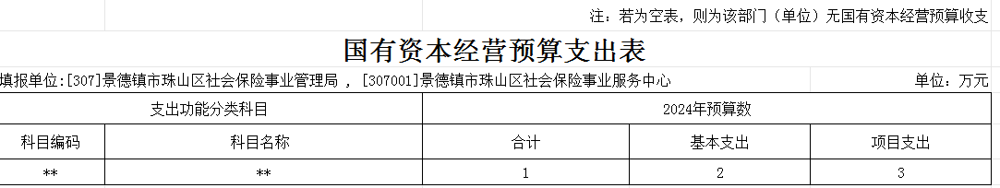 注：若为空表，则为该部门（单位）无国有资本经营预算收支
国有资本经营预算支出表
填报单位:[307]景德镇市珠山区社会保险事业管理局 , [307001]景德镇市珠山区社会保险事业服务中心 单位：万元
支出功能分类科目 2024年预算数
科目编码 科目名称 合计 基本支出 项目支出
** ** 1 2 3